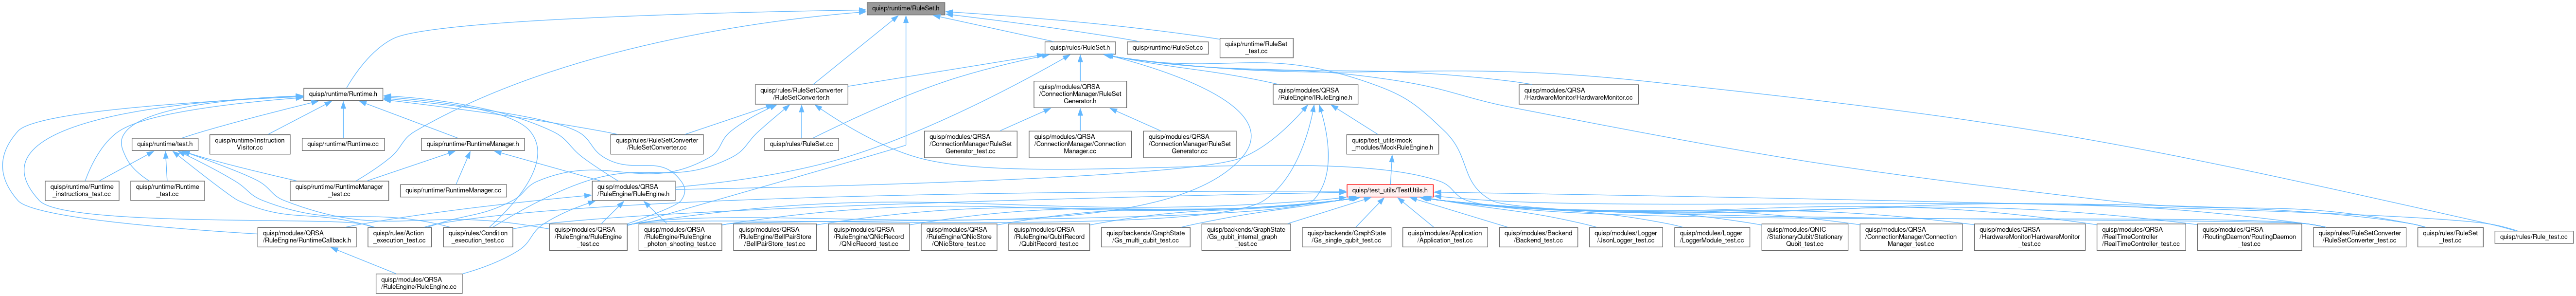 quisp/runtime/RuleSet.h
quisp/rules/RuleSet.h
quisp/runtime/RuleSet.cc
quisp/runtime/RuleSet
_test.cc
quisp/runtime/Runtime.h
quisp/rules/RuleSetConverter
/RuleSetConverter.h
quisp/modules/QRSA
/ConnectionManager/RuleSet
Generator.h
quisp/modules/QRSA
/RuleEngine/IRuleEngine.h
quisp/modules/QRSA
/HardwareMonitor/HardwareMonitor.cc
quisp/runtime/test.h
quisp/runtime/Instruction
Visitor.cc
quisp/runtime/Runtime.cc
quisp/runtime/RuntimeManager.h
quisp/rules/RuleSetConverter
/RuleSetConverter.cc
quisp/rules/RuleSet.cc
quisp/modules/QRSA
/ConnectionManager/RuleSet
Generator_test.cc
quisp/modules/QRSA
/ConnectionManager/Connection
Manager.cc
quisp/modules/QRSA
/ConnectionManager/RuleSet
Generator.cc
quisp/test_utils/mock
_modules/MockRuleEngine.h
quisp/runtime/Runtime
_instructions_test.cc
quisp/runtime/Runtime
_test.cc
quisp/runtime/RuntimeManager
_test.cc
quisp/runtime/RuntimeManager.cc
quisp/modules/QRSA
/RuleEngine/RuleEngine.h
quisp/test_utils/TestUtils.h
quisp/modules/QRSA
/RuleEngine/RuntimeCallback.h
quisp/rules/Action
_execution_test.cc
quisp/rules/Condition
_execution_test.cc
quisp/modules/QRSA
/RuleEngine/RuleEngine
_test.cc
quisp/modules/QRSA
/RuleEngine/RuleEngine
_photon_shooting_test.cc
quisp/modules/QRSA
/RuleEngine/BellPairStore
/BellPairStore_test.cc
quisp/modules/QRSA
/RuleEngine/QNicRecord
/QNicRecord_test.cc
quisp/modules/QRSA
/RuleEngine/QNicStore
/QNicStore_test.cc
quisp/modules/QRSA
/RuleEngine/QubitRecord
/QubitRecord_test.cc
quisp/backends/GraphState
/Gs_multi_qubit_test.cc
quisp/backends/GraphState
/Gs_qubit_internal_graph
_test.cc
quisp/backends/GraphState
/Gs_single_qubit_test.cc
quisp/modules/Application
/Application_test.cc
quisp/modules/Backend
/Backend_test.cc
quisp/modules/Logger
/JsonLogger_test.cc
quisp/modules/Logger
/LoggerModule_test.cc
quisp/modules/QNIC
/StationaryQubit/Stationary
Qubit_test.cc
quisp/modules/QRSA
/ConnectionManager/Connection
Manager_test.cc
quisp/modules/QRSA
/HardwareMonitor/HardwareMonitor
_test.cc
quisp/modules/QRSA
/RealTimeController
/RealTimeController_test.cc
quisp/modules/QRSA
/RoutingDaemon/RoutingDaemon
_test.cc
quisp/rules/RuleSetConverter
/RuleSetConverter_test.cc
quisp/rules/RuleSet
_test.cc
quisp/rules/Rule_test.cc
quisp/modules/QRSA
/RuleEngine/RuleEngine.cc